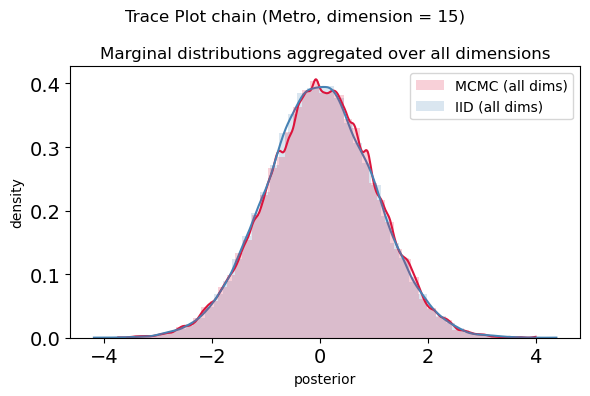 Trace Plot chain (Metro, dimension = 15)
Marginal distributions aggregated over all dimensions
MCMC (all dims)
IID (all dims)
density
0.4
0.3
0.2
0.1
0.0
−4
−2
0
2
4
posterior